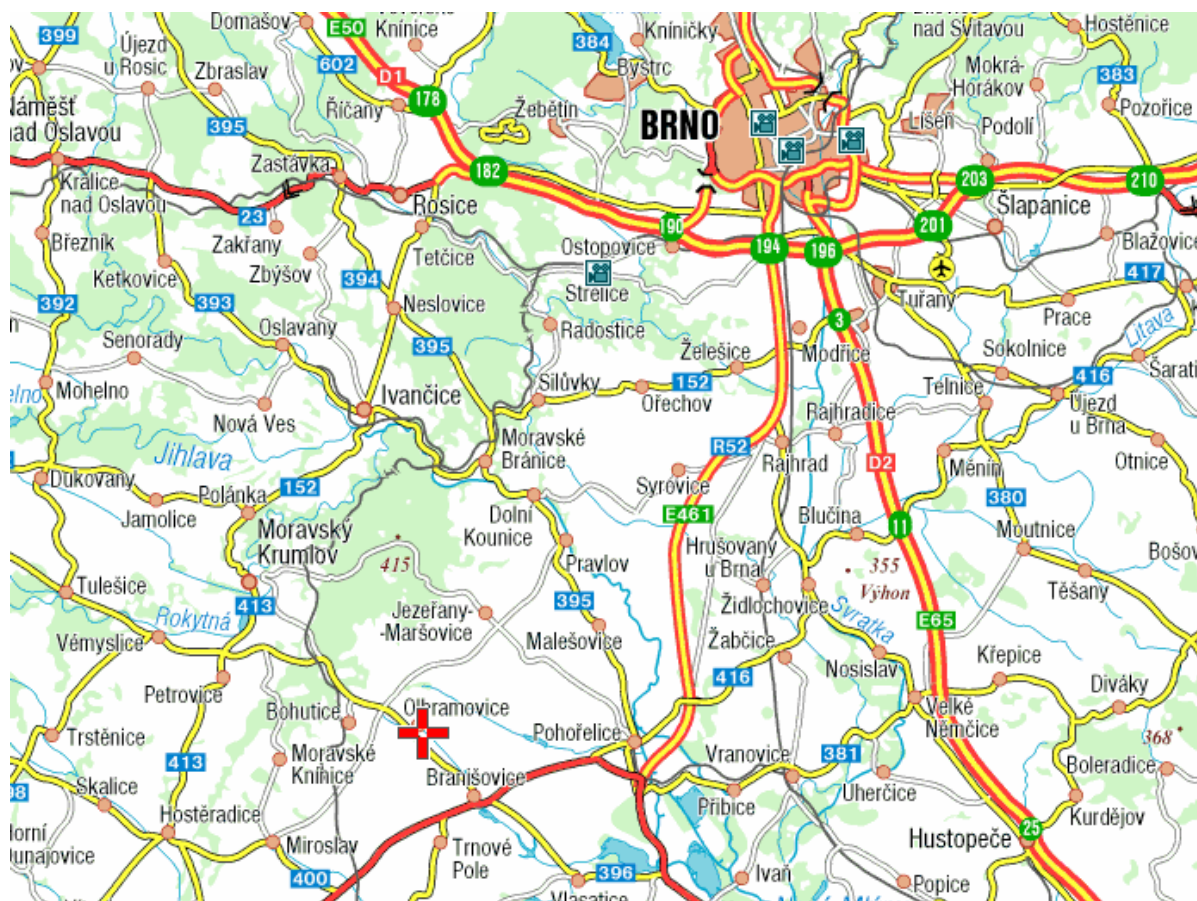 E50
Domašov
Knínice
399
384
Kníničky
nad Svitavou
Hostěnice
Újezd
u Rosic
602
Zbraslav
D1
Bystrc
Mokrá-
Horákov
383
Náměšť
nad Oslavou
Říčany
178
Žebětín
BRNO
Líšeň
Podolí
Pozořice
395
Zastávka
182
203
210
Králice
nad Oslavou
23
Rosice
Šlapanice
Březník
Zakřany
190
201
Ostopovice
194
196
Blažovice
Tetčice
Ketkovice
Zbýšov
394
Střelice
417
392
393
Neslovice
Tuřany
Prace
Oslavany
Radostice
3
Litava
Senorady
395
Modřice
Sokolnice
Želešice
Mohelno
Silůvky
152
Telnice
416
Nová Ves
Ivančice
Ořechov
Rajhradice
Újezd
u Brna
Moravské
Bránice
R52
Jihlava
Rajhrad
D2
Měnín
Otnice
Dukovany
Polánka
152
Syrovice
380
Jamolice
Dolní
Kounice
E461
Blučina
11
Moutnice
Moravský
Krumlov
415
Pravlov
Hrušovany
u Brna
355
Výhon
Tulešice
413
395
Židlochovice
Těšany
Rokytná
Jezeřany-
-Maršovice
Svratka
E65
Vémyslice
Malešovice
Žabčice
Nosislav
Křepice
Petrovice
416
Diváky
Bohutice
Olbramovice
Pohořelice
Velké
Němčice
Trstěnice
368
413
Moravské
Knínice
Vranovice
381
Boleradice
Skalice
Branišovice
Přibice
Uherčice
Kurdějov
Hostěradice
25
Hustopeče
Miroslav
Trnové
Pole
400
396
Ivaň
Popice
Vlasatice